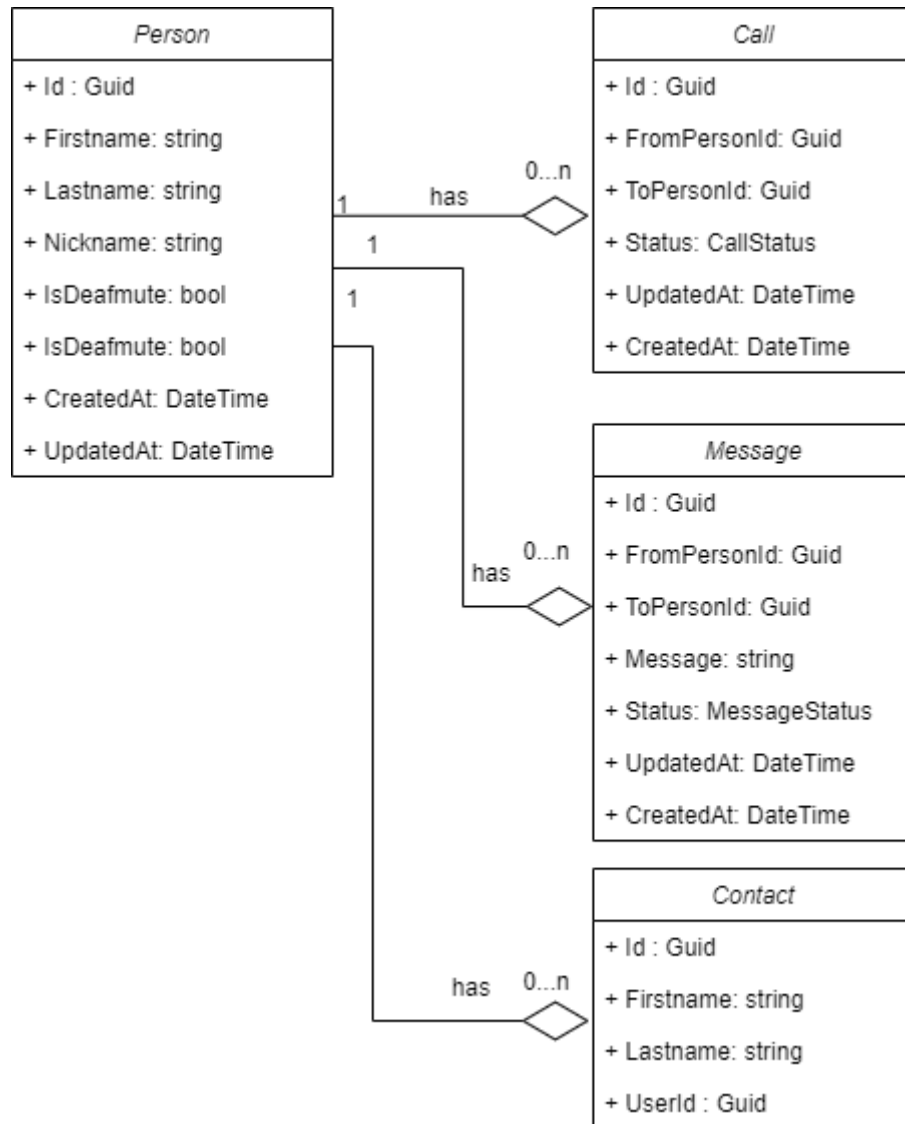 Person
+ Id : Guid
+ Firstname: string
+ Lastname: string
+ Nickname: string
+ IsDeafmute: bool
+ IsDeafmute: bool
+ CreatedAt: DateTime
+ UpdatedAt: DateTime
1
has
0...n
1
has
0...n
1
has
0...n
Call
+ Id : Guid
+ FromPersonId: Guid
+ ToPersonId: Guid
+ Status: CallStatus
+ UpdatedAt: DateTime
+ CreatedAt: DateTime
Message
+ Id : Guid
+ FromPersonId: Guid
+ ToPersonId: Guid
+ Message: string
+ Status: MessageStatus
+ UpdatedAt: DateTime
+ CreatedAt: DateTime
Contact
+ Id : Guid
+ Firstname: string
+ Lastname: string
+ UserId : Guid